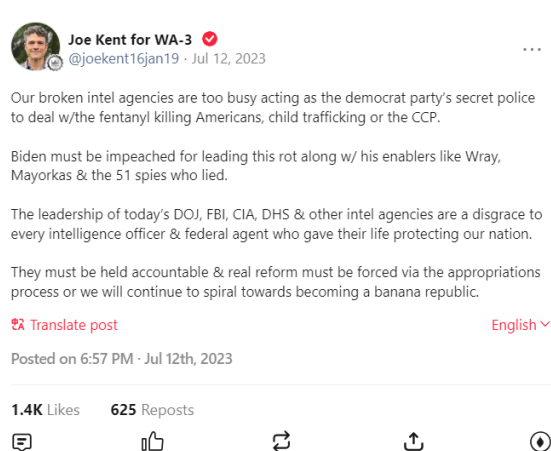 Joe Kent for WA-3
@joekent16jan19 · Jul 12, 2023
Our broken intel agencies are too busy acting as the democrat party's secret police
to deal w/the fentanyl killing Americans, child trafficking or the CCP.
Biden must be impeached for leading this rot along w/ his enablers like Wray,
Mayorkas & the 51 spies who lied.
The leadership of today's DOJ, FBI, CIA, DHS & other intel agencies are a disgrace to
every intelligence officer & federal agent who gave their life protecting our nation.
They must be held accountable & real reform must be forced via the appropriations
process or we will continue to spiral towards becoming a banana republic.
Translate post English
Posted on 6:57 PM · Jul 12th, 2023
1.4K Likes 625 Reposts